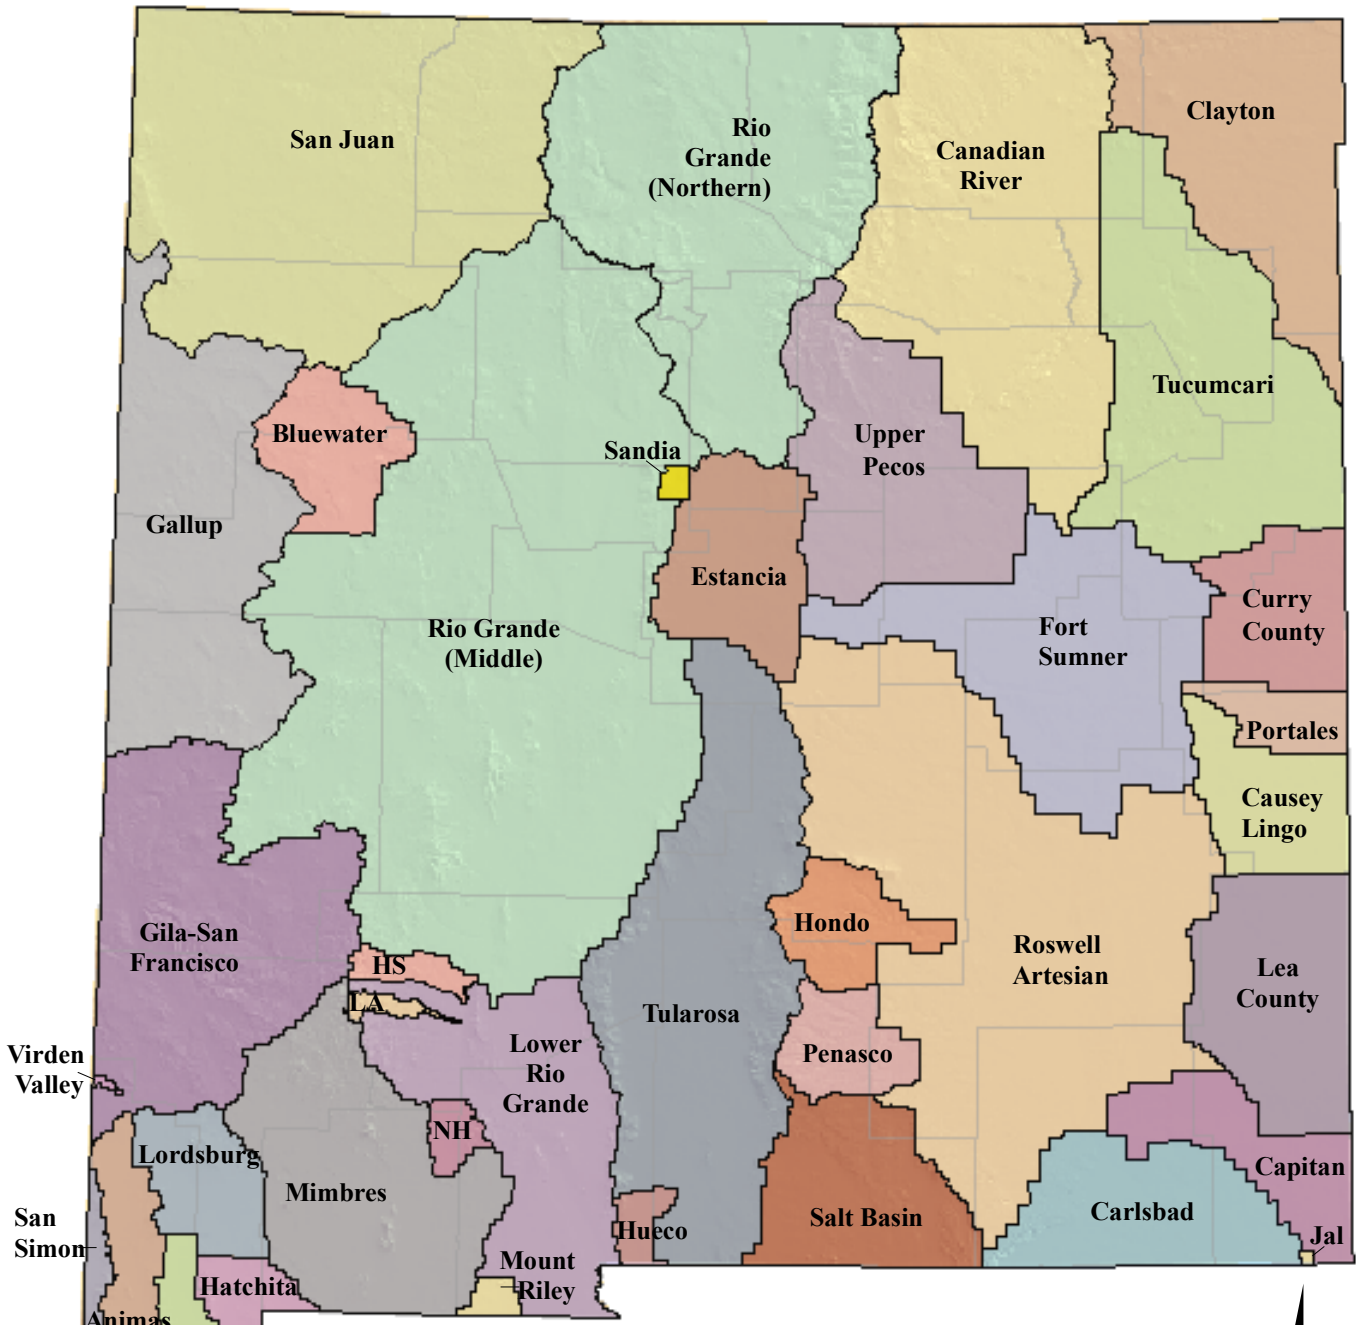 San Juan
Rio
Grande
(Northern)
Canadian
River
Clayton
Tucumcari
Bluewater
Sandia
Upper
Pecos
Gallup
Estancia
Rio Grande
(Middle)
Fort
Sumner
Curry
County
Portales
Causey
Lingo
Gila-San
Francisco
HS
LA
Hondo
Roswell
Artesian
Lea
County
Tularosa
Virden
Valley
Lower
Rio
Grande
Penasco
NH
Lordsburg
Mimbres
Capitan
San
Simon
Hueco
Salt Basin
Carlsbad
Jal
Mount
Riley
Hatchita
Animas